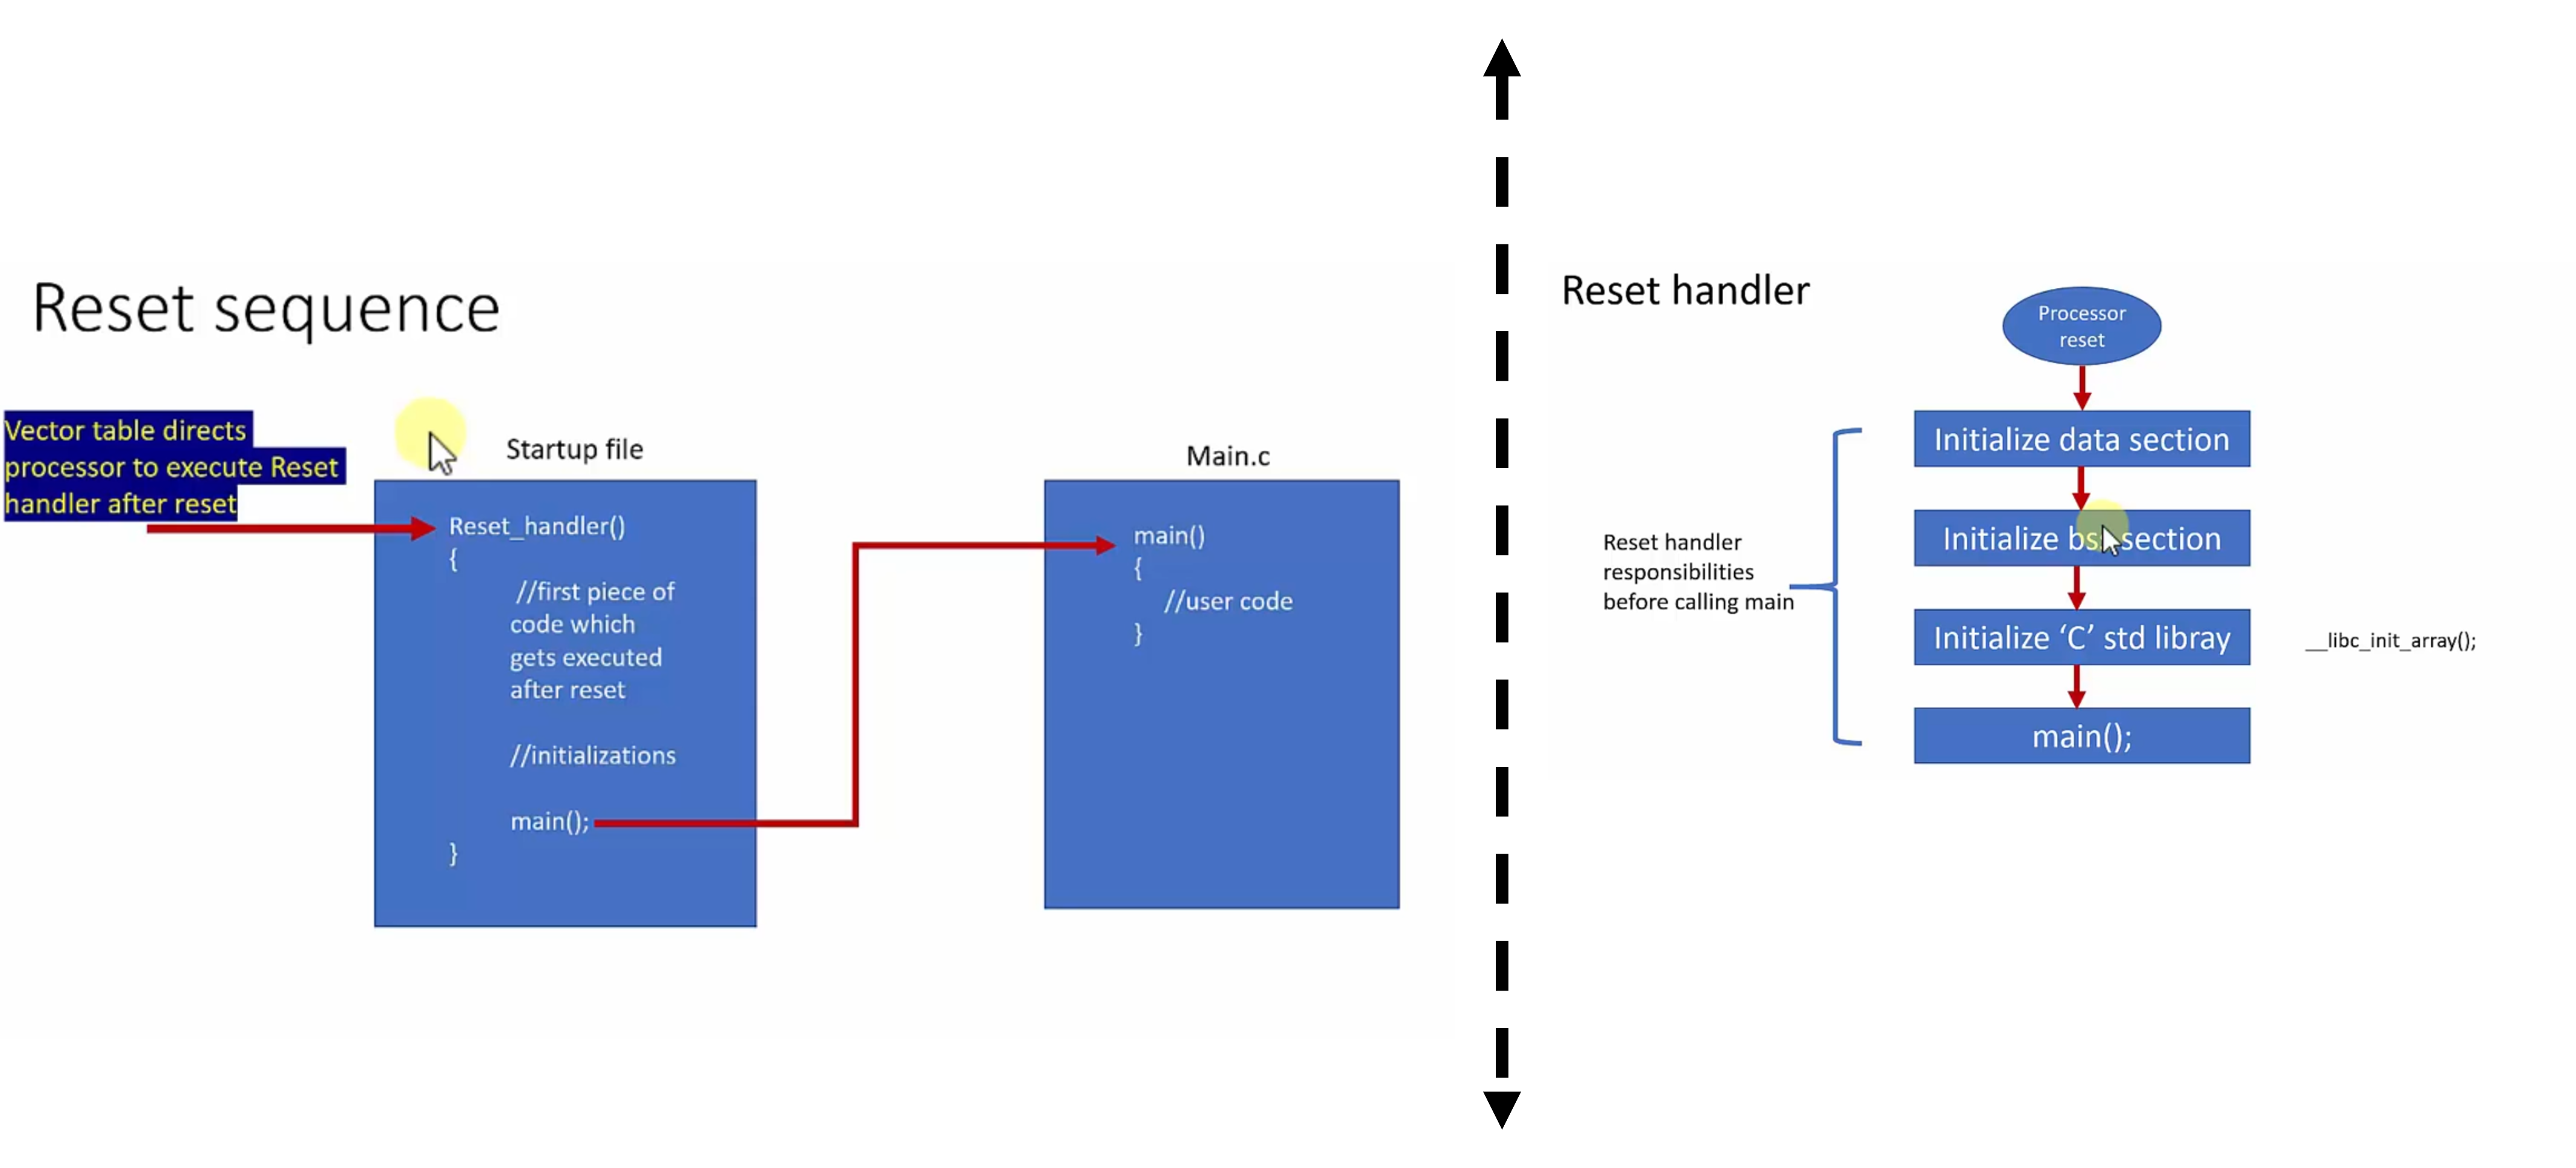 Reset sequence
Vector table directs
processor to execute Reset
handler after reset
Startup file
Reset_handler()
{
//first piece of
code which
gets executed
after reset
//initializations
main();
}
Main.c
main()
{
//user code
}
Reset handler
Processor
reset
Initialize data section
Initialize section
Initialize ‘C’ std libray
main();
Reset handler
responsibilities
before calling main
__libc_init_array();